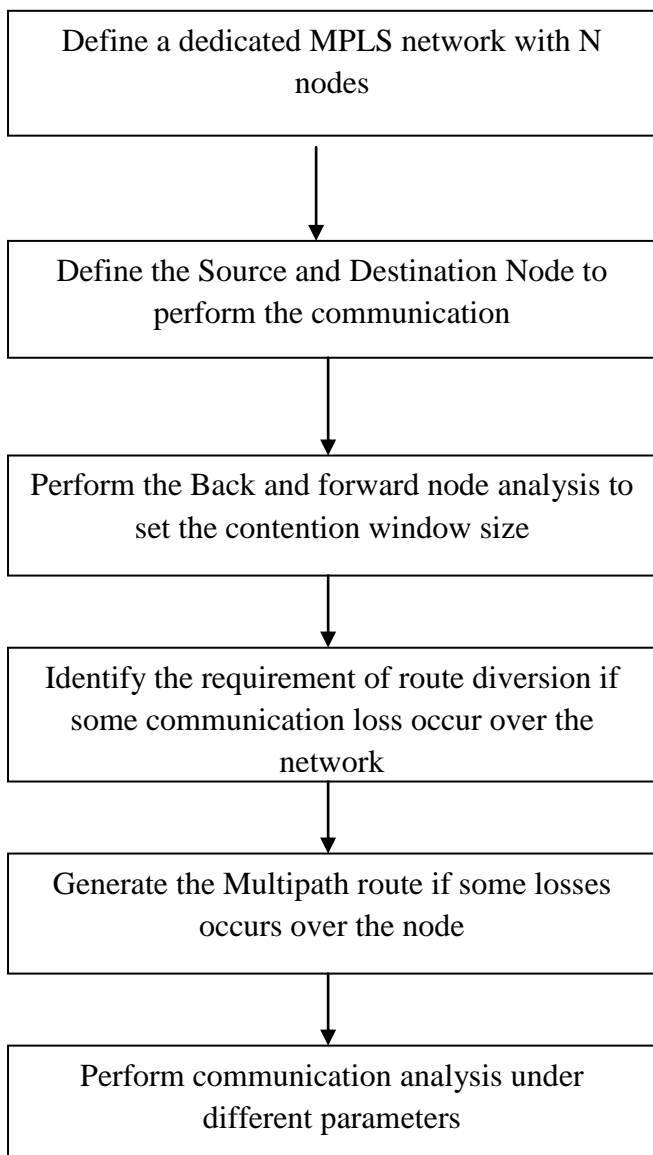 Define a dedicated MPLS network with N
nodes
Define the Source and Destination Node to
perform the communication
Perform the Back and forward node analysis to
set the contention window size
Identify the requirement of route diversion if
some communication loss occur over the
network
Generate the Multipath route if some losses
occurs over the node
Perform communication analysis under
different parameters